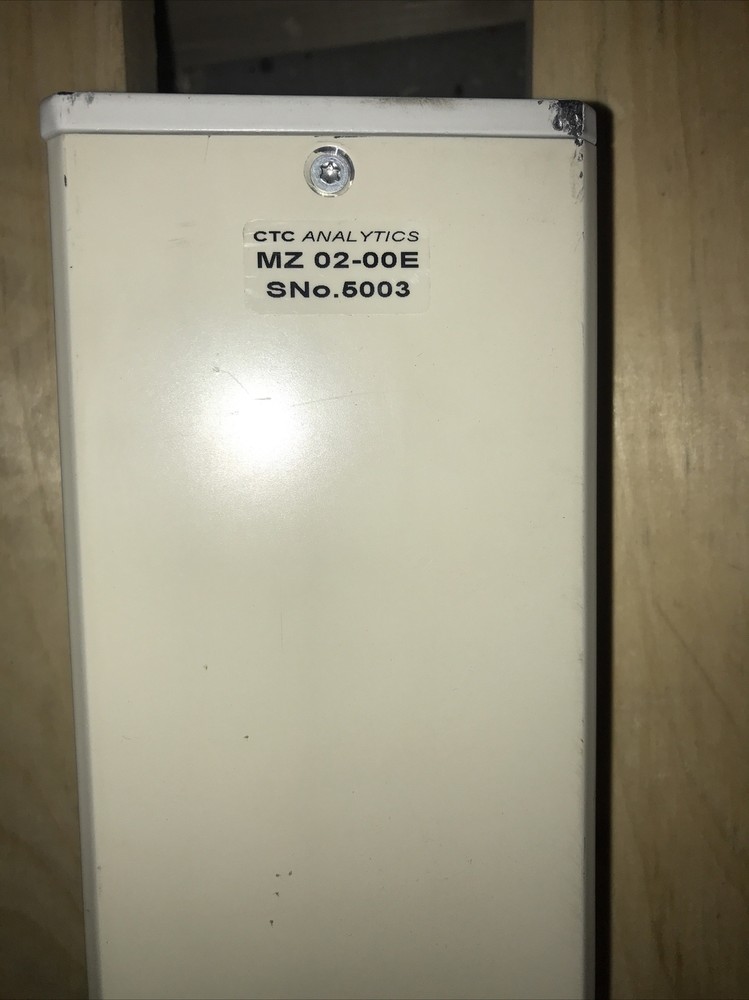 CTC ANALYTICS
MZ 02-00E
SNo.5003